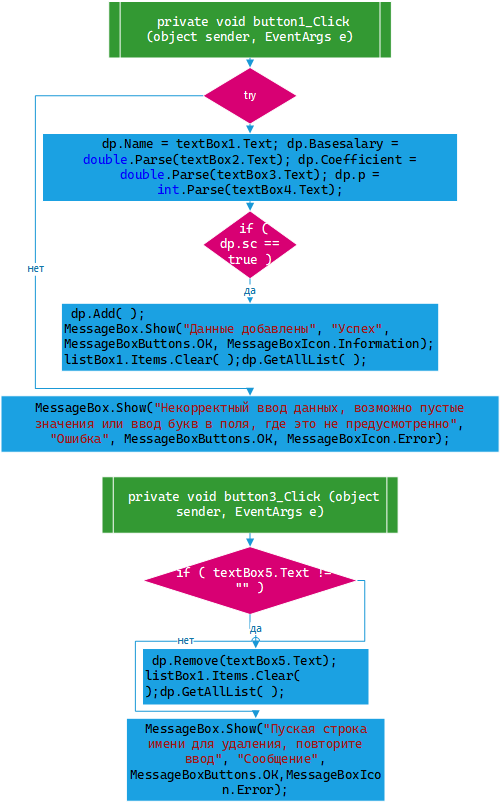 private void button1_Click
(object sender, EventArgs e)
try
dp.Name = textBox1.Text; dp.Basesalary =
double.Parse(textBox2.Text); dp.Coefficient =
double.Parse(textBox3.Text); dp.p =
int.Parse(textBox4.Text);
if (
dp.sc ==
true )
нет
да
dp.Add( );
MessageBox.Show("Данные добавлены", "Успех",
MessageBoxButtons.OK, MessageBoxIcon.Information);
listBox1.Items.Clear( );dp.GetAllList( );
MessageBox.Show("Некорректный ввод данных, возможно пустые
значения или ввод букв в поля, где это не предусмотренно",
"Ошибка", MessageBoxButtons.OK, MessageBoxIcon.Error);
private void button3_Click (object
sender, EventArgs e)
if ( textBox5.Text !=
"" )
да
нет
dp.Remove(textBox5.Text);
listBox1.Items.Clear(
);dp.GetAllList( );
MessageBox.Show("Пуская строка
имени для удаления, повторите
ввод", "Сообщение",
MessageBoxButtons.OK,MessageBoxIco
n.Error);